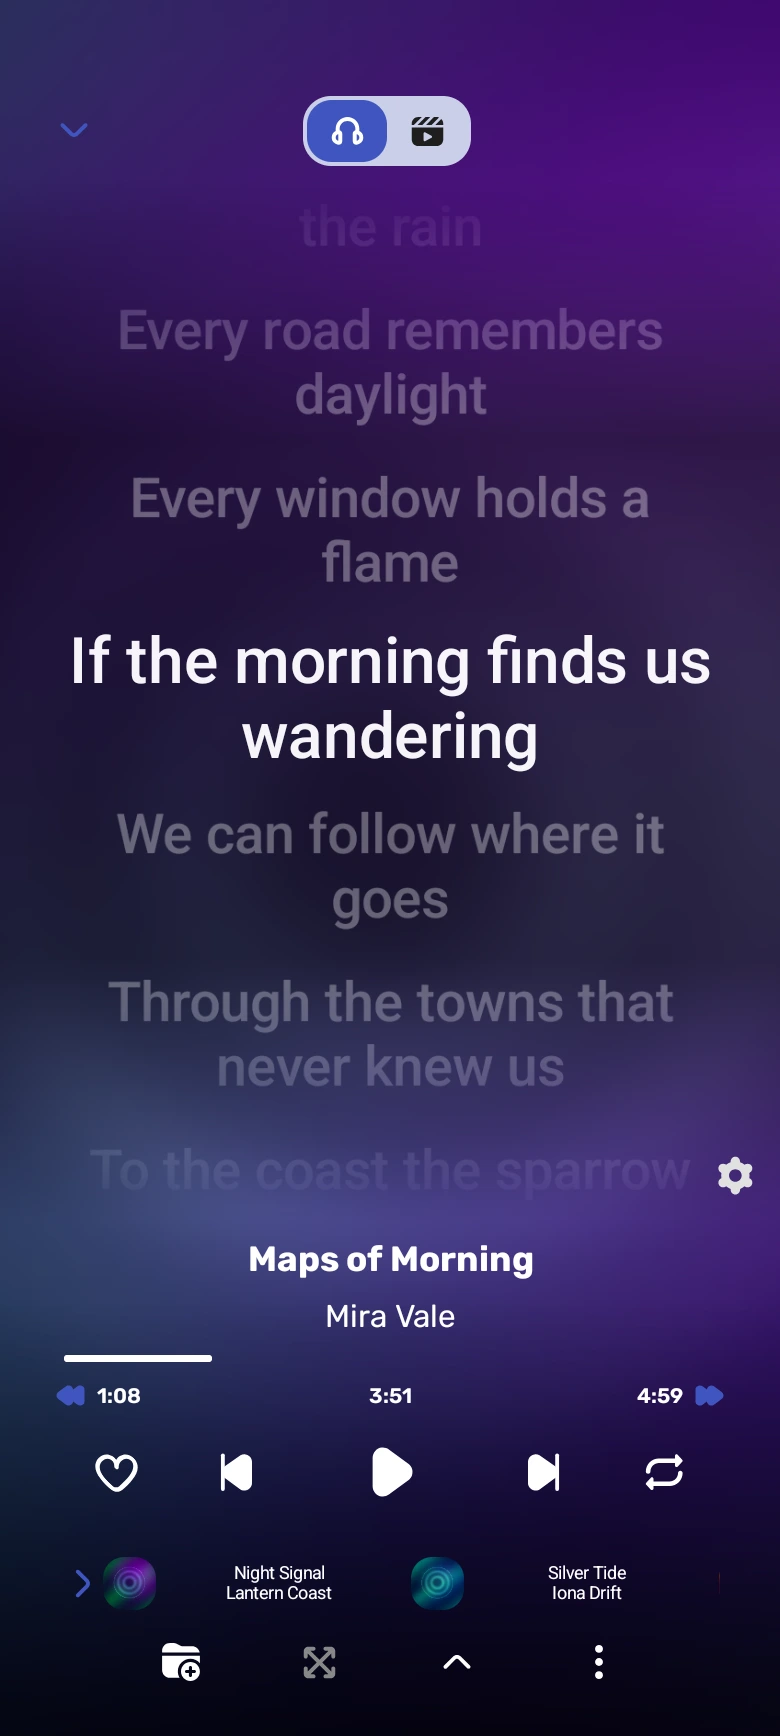 the rain
Every road remembers
daylight
Every window holds a
flame
If the morning finds us
wandering
We can follow where it
goes
Through the towns that
never knew us
To the coast the sparrow
Maps of Morning
Mira Vale
1:08 3:51 4:59
Night Signal
Lantern Coast
Silver Tide
Iona Drift